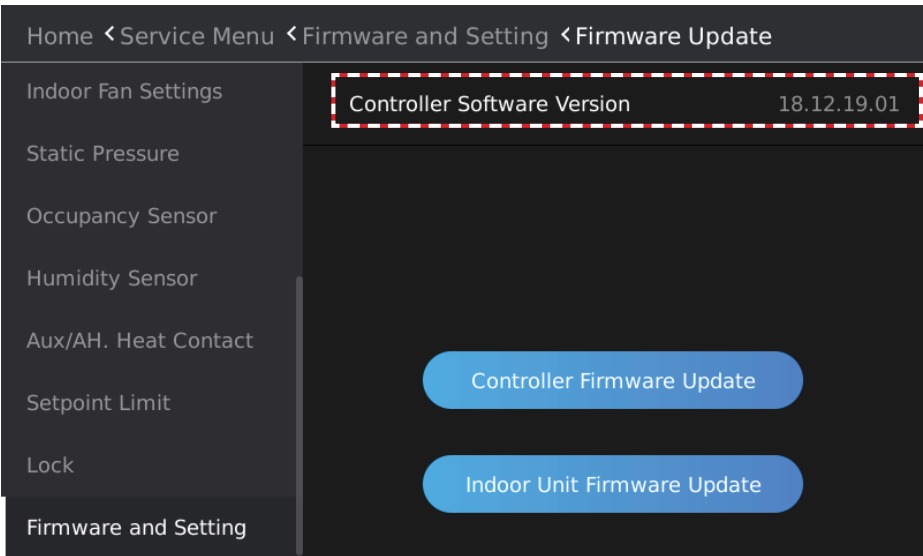 Home < Service Menu < Firmware and Setting < Firmware Update
Indoor Fan Settings
Static Pressure
Occupancy Sensor
Humidity Sensor
Aux/AH. Heat Contact
Setpoint Limit
Lock
Firmware and Setting
Controller Software Version 18.12.19.01
Controller Firmware Update
Indoor Unit Firmware Update